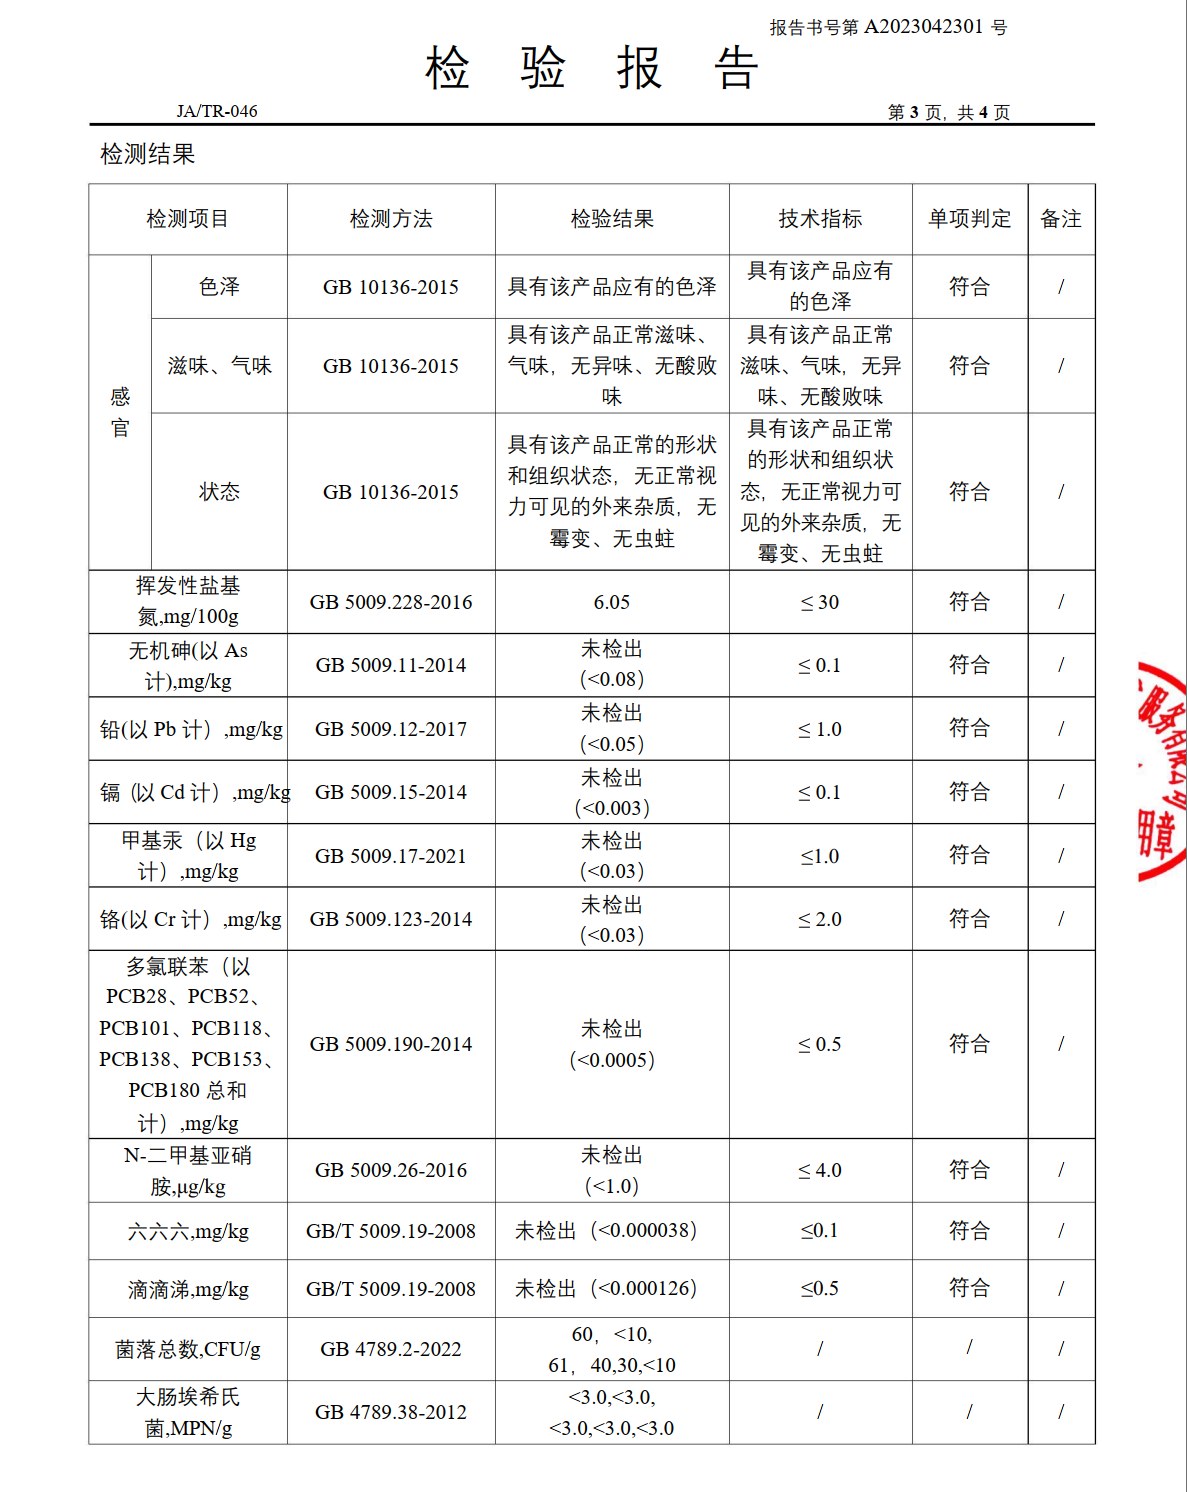 报告书号第 A2023042301 号
检 验 报 告
JA/TR-046
第 3 页，共 4 页
检测结果
检测项目 检测方法 检验结果 技术指标 单项判定 备注
感
官
色泽 GB 10136-2015 具有该产品应有的色泽 具有该产品应有
的色泽 符合 /
滋味、气味 GB 10136-2015 具有该产品正常滋味、
气味，无异味、无酸败
味 具有该产品正常
滋味、气味，无异
味、无酸败味 符合 /
状态 GB 10136-2015 具有该产品正常的形状
和组织状态，无正常视
力可见的外来杂质，无
霉变、无虫蛀 具有该产品正常
的形状和组织状
态，无正常视力可
见的外来杂质，无
霉变、无虫蛀 符合 /
挥发性盐基
氮,mg/100g GB 5009.228-2016 6.05 ≤ 30 符合 /
无机砷(以 As
计),mg/kg GB 5009.11-2014 未检出
（<0.08） ≤ 0.1 符合 /
铅(以 Pb 计）,mg/kg GB 5009.12-2017 未检出
（<0.05） ≤ 1.0 符合 /
镉（以 Cd 计）,mg/kg GB 5009.15-2014 未检出
（<0.003） ≤ 0.1 符合 /
甲基汞（以 Hg
计）,mg/kg GB 5009.17-2021 未检出
（<0.03） ≤1.0 符合 /
铬(以 Cr 计）,mg/kg GB 5009.123-2014 未检出
（<0.03） ≤ 2.0 符合 /
多氯联苯（以
PCB28、PCB52、
PCB101、PCB118、
PCB138、PCB153、
PCB180 总和
计）,mg/kg GB 5009.190-2014 未检出
（<0.0005） ≤ 0.5 符合 /
N-二甲基亚硝
胺,μg/kg GB 5009.26-2016 未检出
（<1.0） ≤ 4.0 符合 /
六六六,mg/kg GB/T 5009.19-2008 未检出（<0.000038） ≤0.1 符合 /
滴滴涕,mg/kg GB/T 5009.19-2008 未检出（<0.000126） ≤0.5 符合 /
菌落总数,CFU/g GB 4789.2-2022 60，<10,
61，40,30,<10 / / /
大肠埃希氏
菌,MPN/g GB 4789.38-2012 <3.0,<3.0,
<3.0,<3.0,<3.0 / / /
服务有限公司
用章